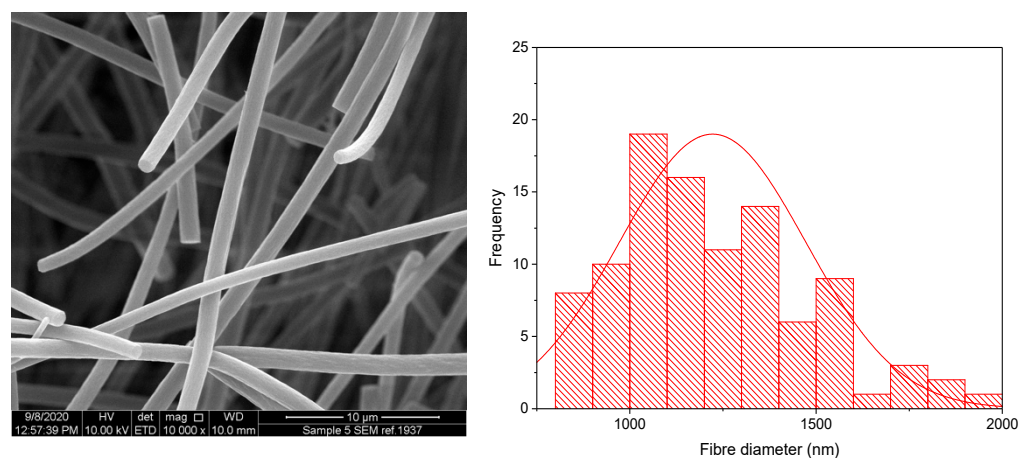 9/8/2020 HV det mag WD 10 µm
12:57:39 PM 10.00 kV ETD 10 000 x 10.0 mm Sample 5 SEM ref.1937
25
20
15
10
5
0
Frequency
1000 1500 2000
Fibre diameter (nm)